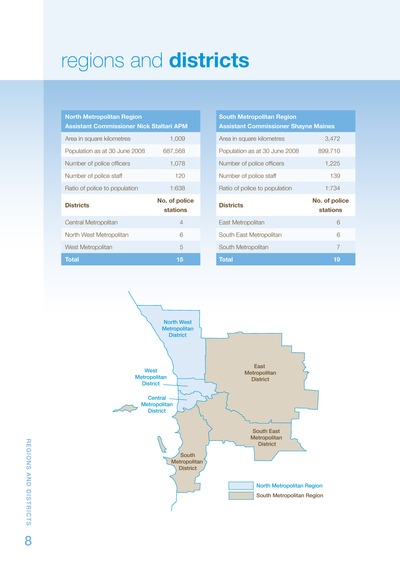 regions and districts
North Metropolitan Region
Assistant Commissioner Nick Stattari APM
Area in square kilometres 1,009
Population as at 30 June 2008 687,568
Number of police officers 1,078
Number of police staff 120
Ratio of police to population 1:638
Districts No. of police stations
Central Metropolitan 4
North West Metropolitan 6
West Metropolitan 5
Total 15
South Metropolitan Region
Assistant Commissioner Shayne Maines
Area in square kilometres 3,472
Population as at 30 June 2008 899,710
Number of police officers 1,225
Number of police staff 139
Ratio of police to population 1:734
Districts No. of police stations
East Metropolitan 6
South East Metropolitan 6
South Metropolitan 7
Total 19
North West
Metropolitan
District
West
Metropolitan
District
Central
Metropolitan
District
East
Metropolitan
District
South East
Metropolitan
District
South
Metropolitan
District
North Metropolitan Region
South Metropolitan Region
REGIONS AND DISTRICTS
8